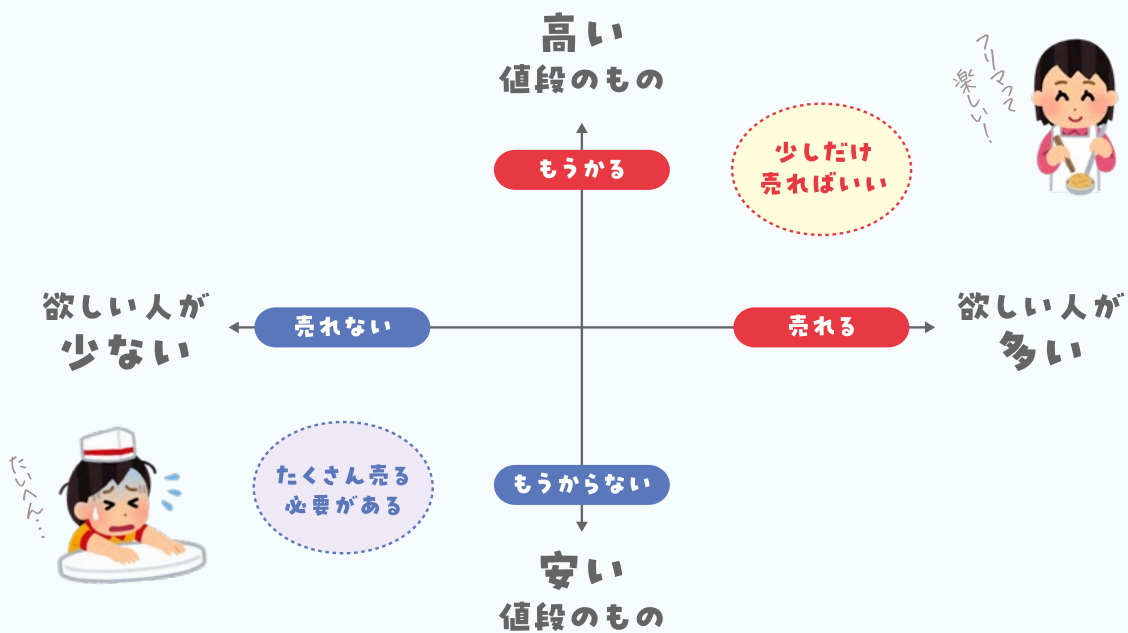 高い
値段のもの
フリマって
楽しい！
もうかる
少しだけ
売ればいい
欲しい人が
少ない
売れない
売れる
欲しい人が
多い
たいへん…
たくさん売る
必要がある
もうからない
安い
値段のもの